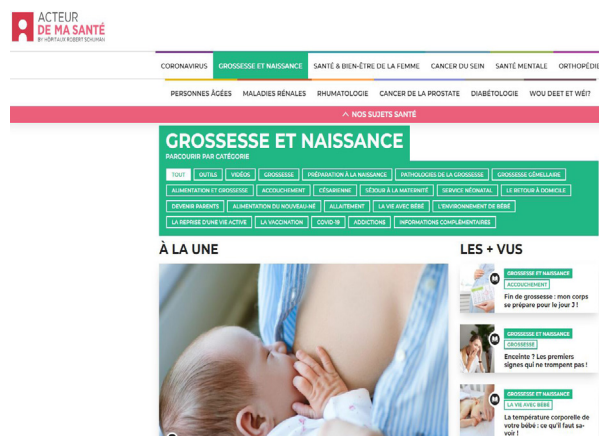 ACTEUR
DE MA SANTÉ
BY HÔPITAUX ROBERT SCHUMAN
CORONAVIRUS GROSSESSE ET NAISSANCE SANTÉ & BIEN-ÊTRE DE LA FEMME CANCER DU SEIN SANTÉ MENTALE ORTHOPÉDIE
PERSONNES ÂGÉES MALADIES RÉNALES RHUMATOLOGIE CANCER DE LA PROSTATE DIABÉTOLOGIE WOU DEET ET WÉI?
NOS SUJETS SANTÉ
GROSSESSE ET NAISSANCE
PARCOURIR PAR CATÉGORIE
TOUT OUTILS VIDÉOS GROSSESSE PRÉPARATION À LA NAISSANCE PATHOLOGIES DE LA GROSSESSE GROSSESSE GÉMELLAIRE
ALIMENTATION ET GROSSESSE ACCOUCHEMENT CÉSARIENNE SÉJOUR À LA MATERNITÉ SERVICE NÉONATAL LE RETOUR À DOMICILE
DEVENIR PARENTS ALIMENTATION DU NOUVEAU-NÉ ALLAITEMENT LA VIE AVEC BÉBÉ L'ENVIRONNEMENT DE BÉBÉ
LA REPRISE D'UNE VIE ACTIVE LA VACCINATION COVID-19 ADDICTIONS INFORMATIONS COMPLÉMENTAIRES
À LA UNE
LES + VUS
GROSSESSE ET NAISSANCE
ACCOUCHEMENT
Fin de grossesse : mon corps
se prépare pour le jour J !
GROSSESSE ET NAISSANCE
GROSSESSE
Enceinte ? Les premiers
signes qui ne trompent pas !
GROSSESSE ET NAISSANCE
LA VIE AVEC BÉBÉ
La température corporelle de
votre bébé : ce qu'il faut sa-
voir !